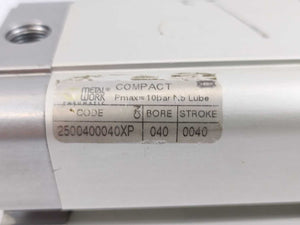 METAL WORK COMPACT
PNEUMATIC Pmax= 10bar No Lube
CODE BORE STROKE
2500400040XP 040 0040